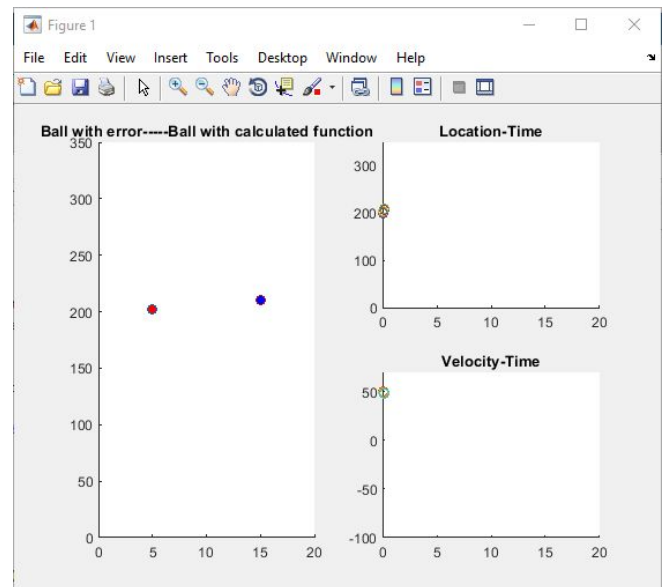 Figure 1
File Edit View Insert Tools Desktop Window Help
Ball with error-----Ball with calculated function
350
300
250
200
150
100
50
0
0 5 10 15 20
Location-Time
300
200
100
0
0 5 10 15 20
Velocity-Time
50
0
-50
-100
0 5 10 15 20